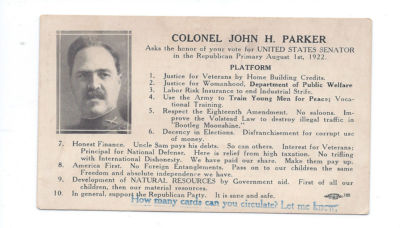 COLONEL JOHN H. PARKER
Asks the honor of your vote for UNITED STATES SENATOR
in the Republican Primary August 1st, 1922.
PLATFORM
1. Justice for Veterans by Home Building Credits.
2. Justice for Womanhood, Department of Public Welfare
3. Labor Risk Insurance to end Industrial Strife.
4. Use the Army to Train Young Men for Peace; Vocational Training.
5. Respect the Eighteenth Amendment. No saloons. Improve the Volstead Law to destroy illegal traffic in
"Bootleg Moonshine."
6. Decency in Elections. Disfranchisement for corrupt use
of money.
7. Honest Finance. Uncle Sam pays his debts. So can others. Interest for Veterans;
Principal for National Defense. Here is relief from high taxation. No trifling
with International Dishonesty. We have paid our share. Make them pay up.
8. America First. No Foreign Entanglements. Pass on to our children the same
Freedom and absolute independence we have.
9. Development of NATURAL RESOURCES by Government aid. First of all our
children, then our material resources.
10. In general, support the Republican Party. It is sane and safe.
How many cards can you circulate? Let me know.